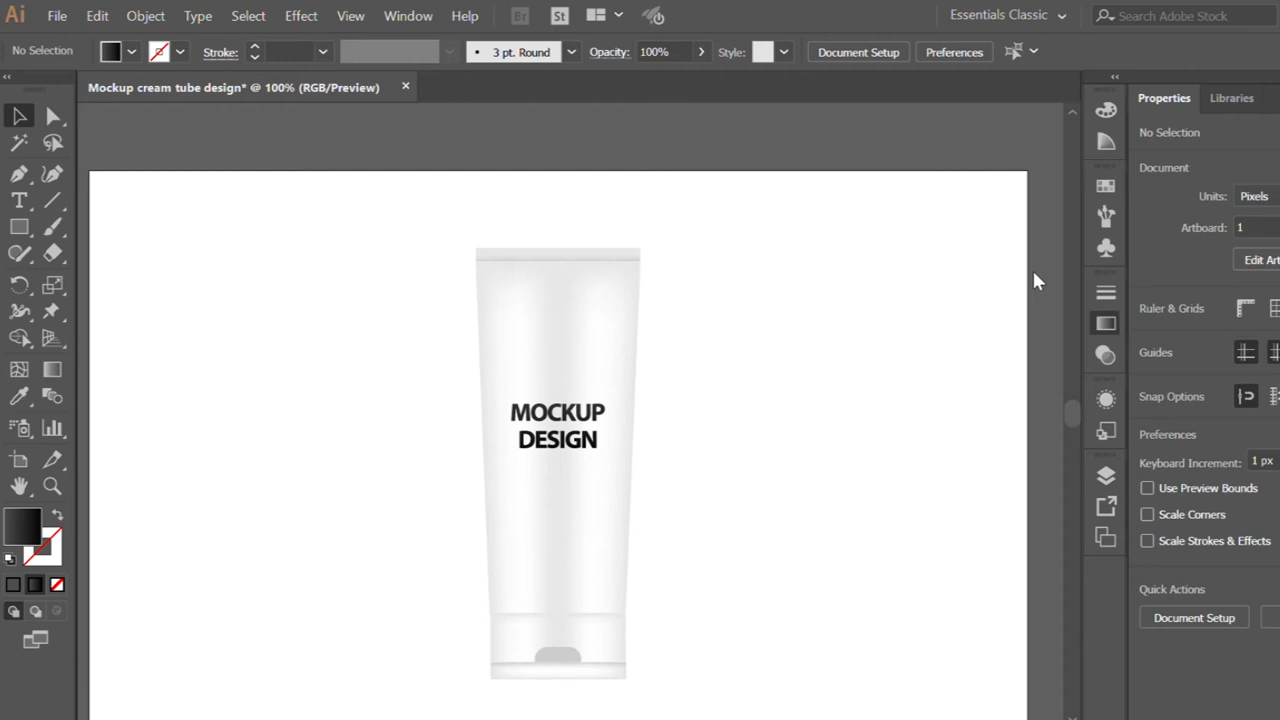 Ai File Edit Object Type Select Effect View Window Help Br St Essentials Classic Search Adobe Stock
No Selection Stroke: 3 pt. Round Opacity: 100% Style: Document Setup Preferences
Mockup cream tube design* @ 100% (RGB/Preview) ×
Properties Libraries
No Selection
Document
Units: Pixels
Artboard: 1
Edit Art
Ruler & Grids
Guides
Snap Options
Preferences
Keyboard Increment: 1 px
Use Preview Bounds
Scale Corners
Scale Strokes & Effects
Quick Actions
Document Setup
MOCKUP
DESIGN